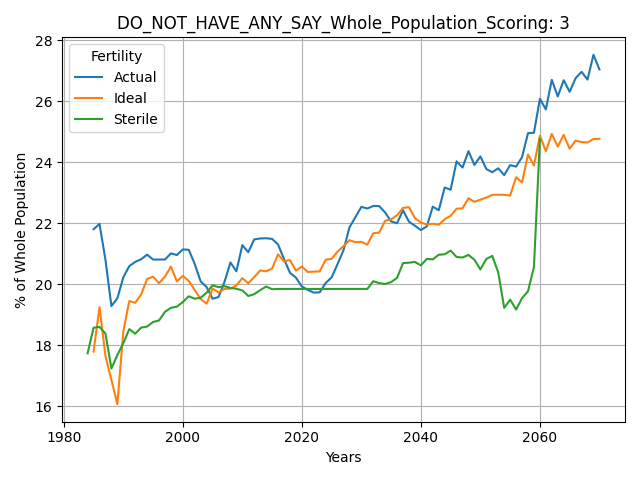 DO_NOT_HAVE_ANY_SAY_Whole_Population_Scoring: 3
28
26
24
22
20
18
16
% of Whole Population
Fertility
Actual
Ideal
Sterile
1980
2000
2020
2040
2060
Years